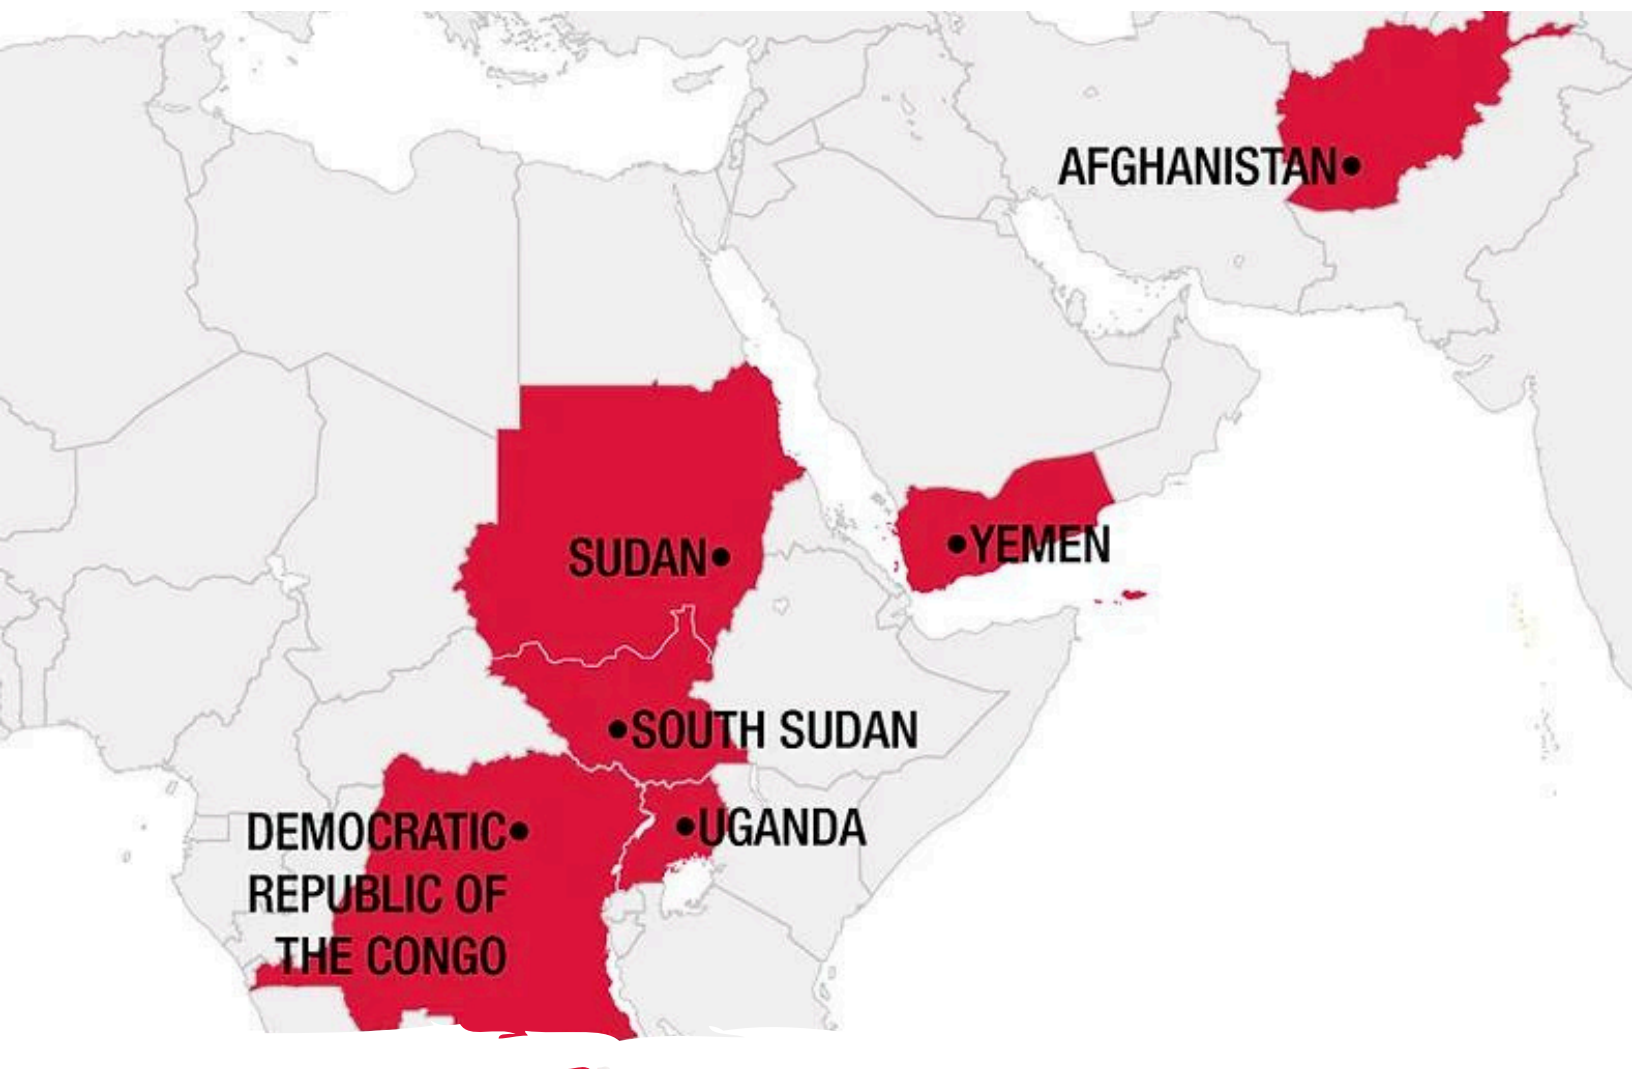 AFGHANISTAN
YEMEN
SUDAN
SOUTH SUDAN
UGANDA
DEMOCRATIC
REPUBLIC OF
THE CONGO